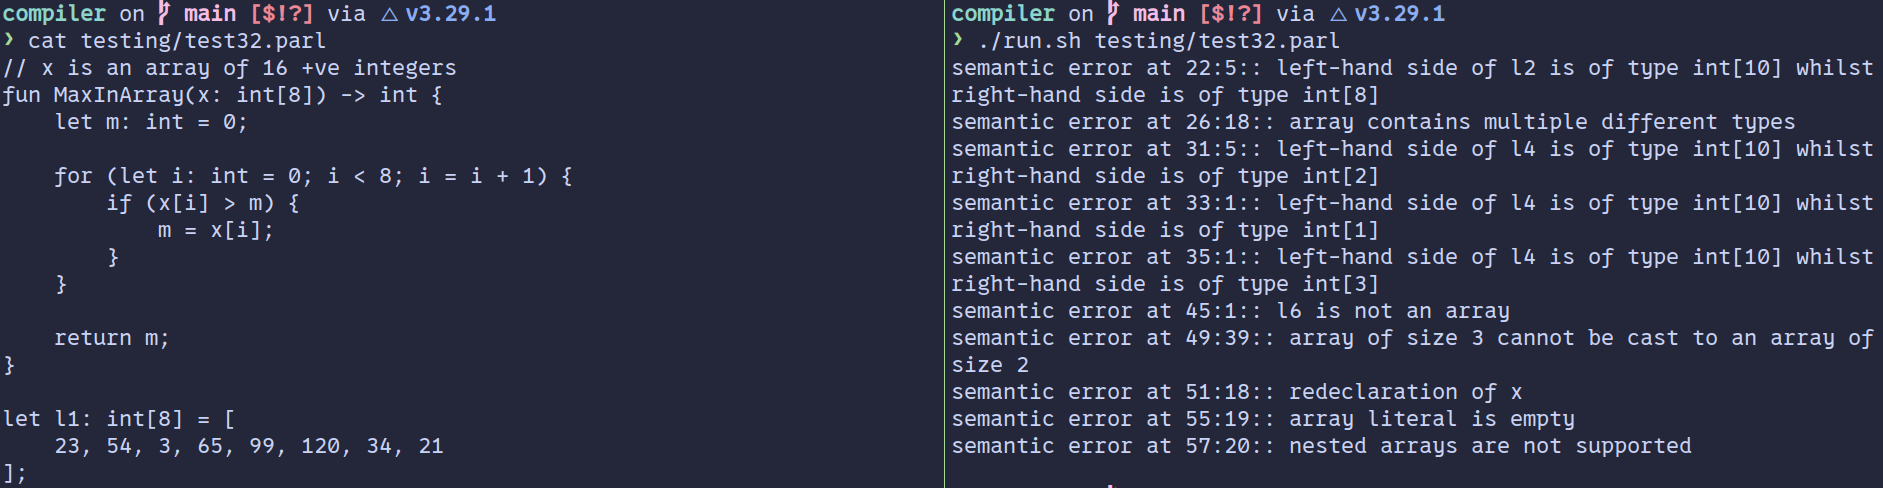 compiler on main [$!?] via △ v3.29.1
❯ cat testing/test32.parl
// x is an array of 16 +ve integers
fun MaxInArray(x: int[8]) -> int {
    let m: int = 0;
    for (let i: int = 0; i < 8; i = i + 1) {
        if (x[i] > m) {
            m = x[i];
        }
    }
    return m;
}
let l1: int[8] = [
    23, 54, 3, 65, 99, 120, 34, 21
];
compiler on main [$!?] via △ v3.29.1
❯ ./run.sh testing/test32.parl
semantic error at 22:5:: left-hand side of l2 is of type int[10] whilst
right-hand side is of type int[8]
semantic error at 26:18:: array contains multiple different types
semantic error at 31:5:: left-hand side of l4 is of type int[10] whilst
right-hand side is of type int[2]
semantic error at 33:1:: left-hand side of l4 is of type int[10] whilst
right-hand side is of type int[1]
semantic error at 35:1:: left-hand side of l4 is of type int[10] whilst
right-hand side is of type int[3]
semantic error at 45:1:: l6 is not an array
semantic error at 49:39:: array of size 3 cannot be cast to an array of
size 2
semantic error at 51:18:: redeclaration of x
semantic error at 55:19:: array literal is empty
semantic error at 57:20:: nested arrays are not supported